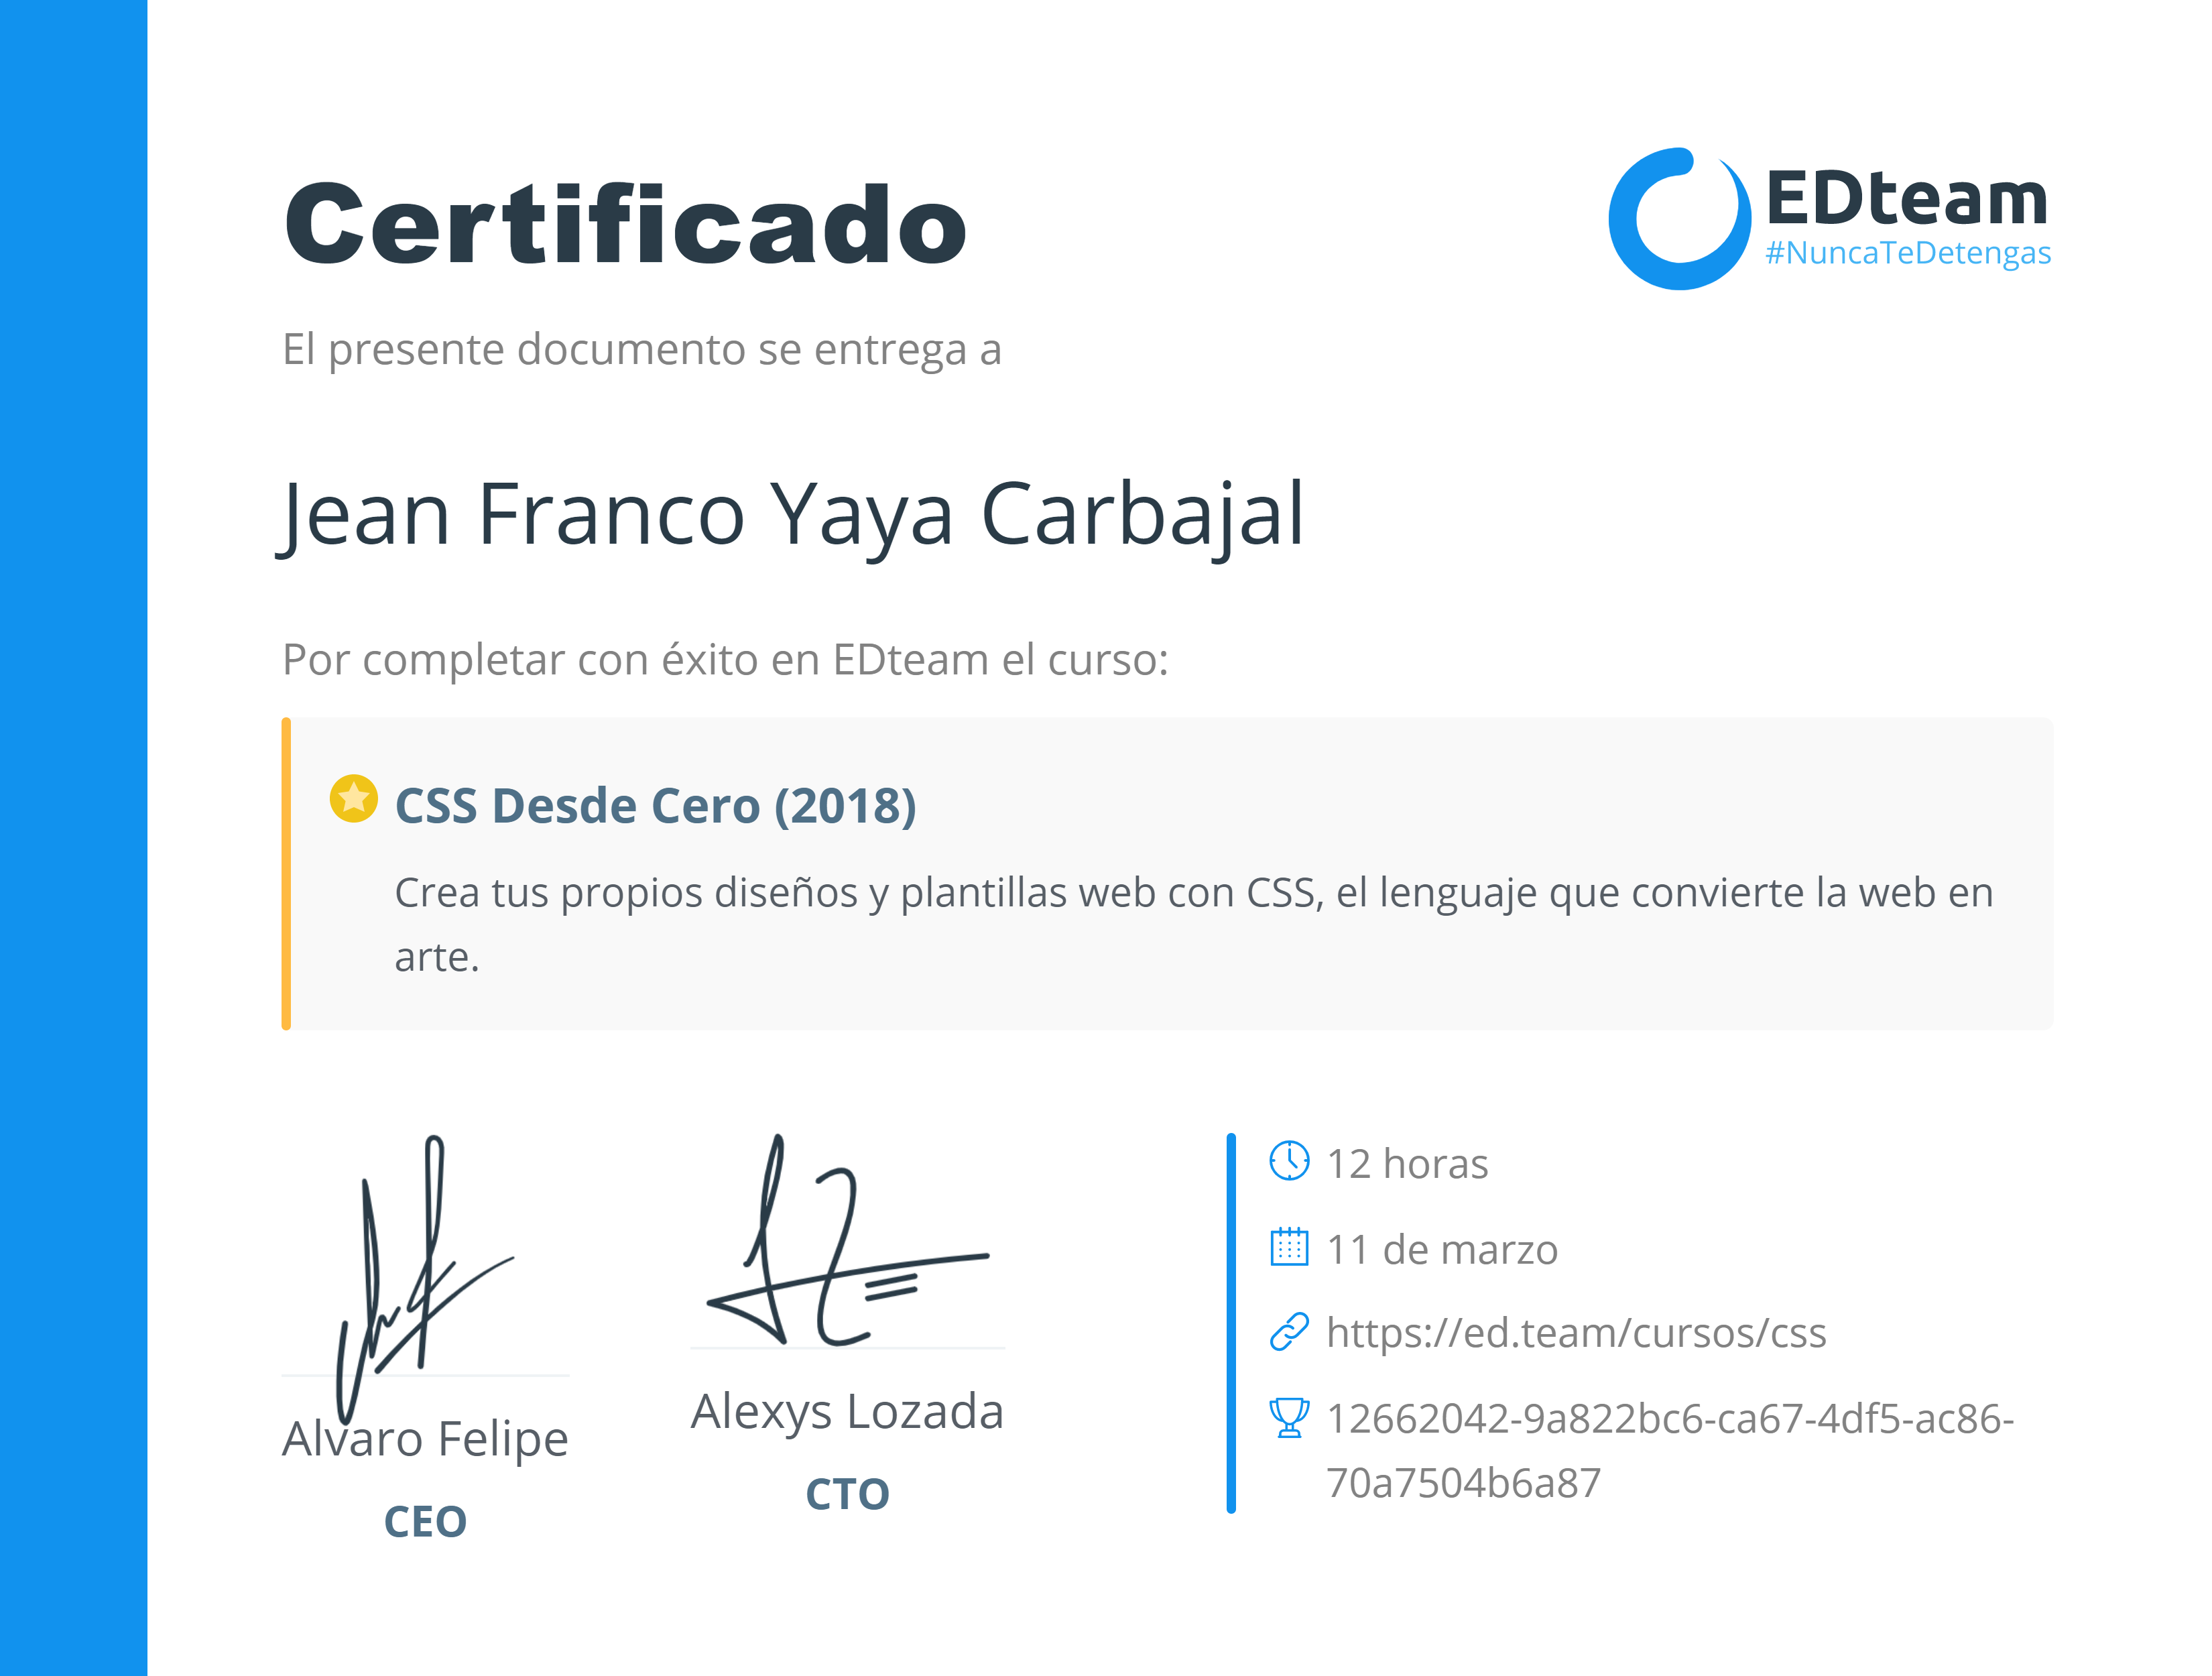 Certificado
EDteam
#NuncaTeDetengas
El presente documento se entrega a
Jean Franco Yaya Carbajal
Por completar con éxito en EDteam el curso:
CSS Desde Cero (2018)
Crea tus propios diseños y plantillas web con CSS, el lenguaje que convierte la web en
arte.
Alvaro Felipe
CEO
Alexys Lozada
CTO
12 horas
11 de marzo
https://ed.team/cursos/css
12662042-9a822bc6-ca67-4df5-ac86-
70a7504b6a87